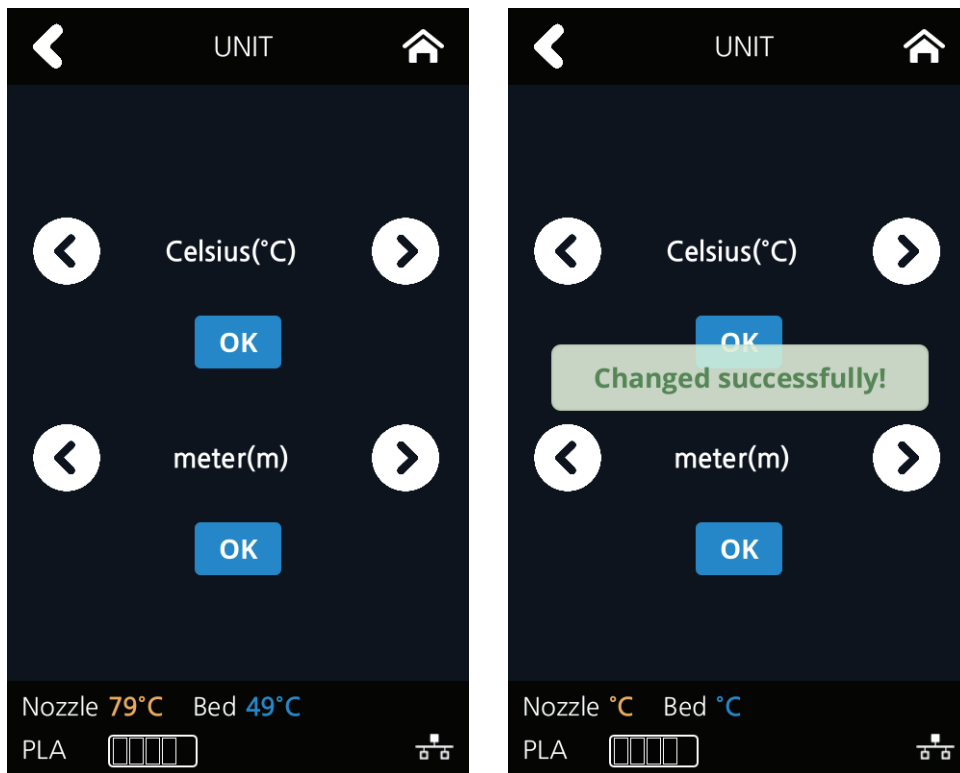 UNIT
Celsius(°C)
OK
meter(m)
OK
Nozzle 79°C Bed 49°C
PLA
UNIT
Celsius(°C)
OK
Changed successfully!
meter(m)
OK
Nozzle °C Bed °C
PLA